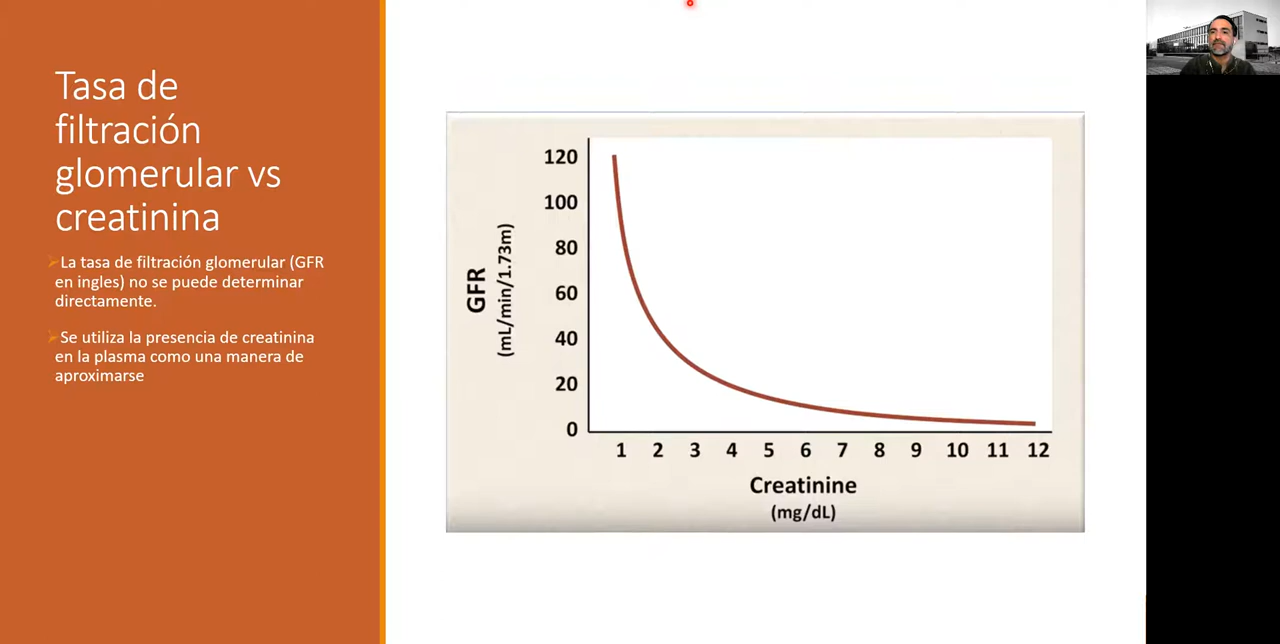 Tasa de
filtración
glomerular vs
creatinina
La tasa de filtración glomerular (GFR
en ingles) no se puede determinar
directamente.
Se utiliza la presencia de creatinina
en la plasma como una manera de
aproximarse
GFR
(mL/min/1.73m)
120
100
80
60
40
20
0
1 2 3 4 5 6 7 8 9 10 11 12
Creatinine
(mg/dL)